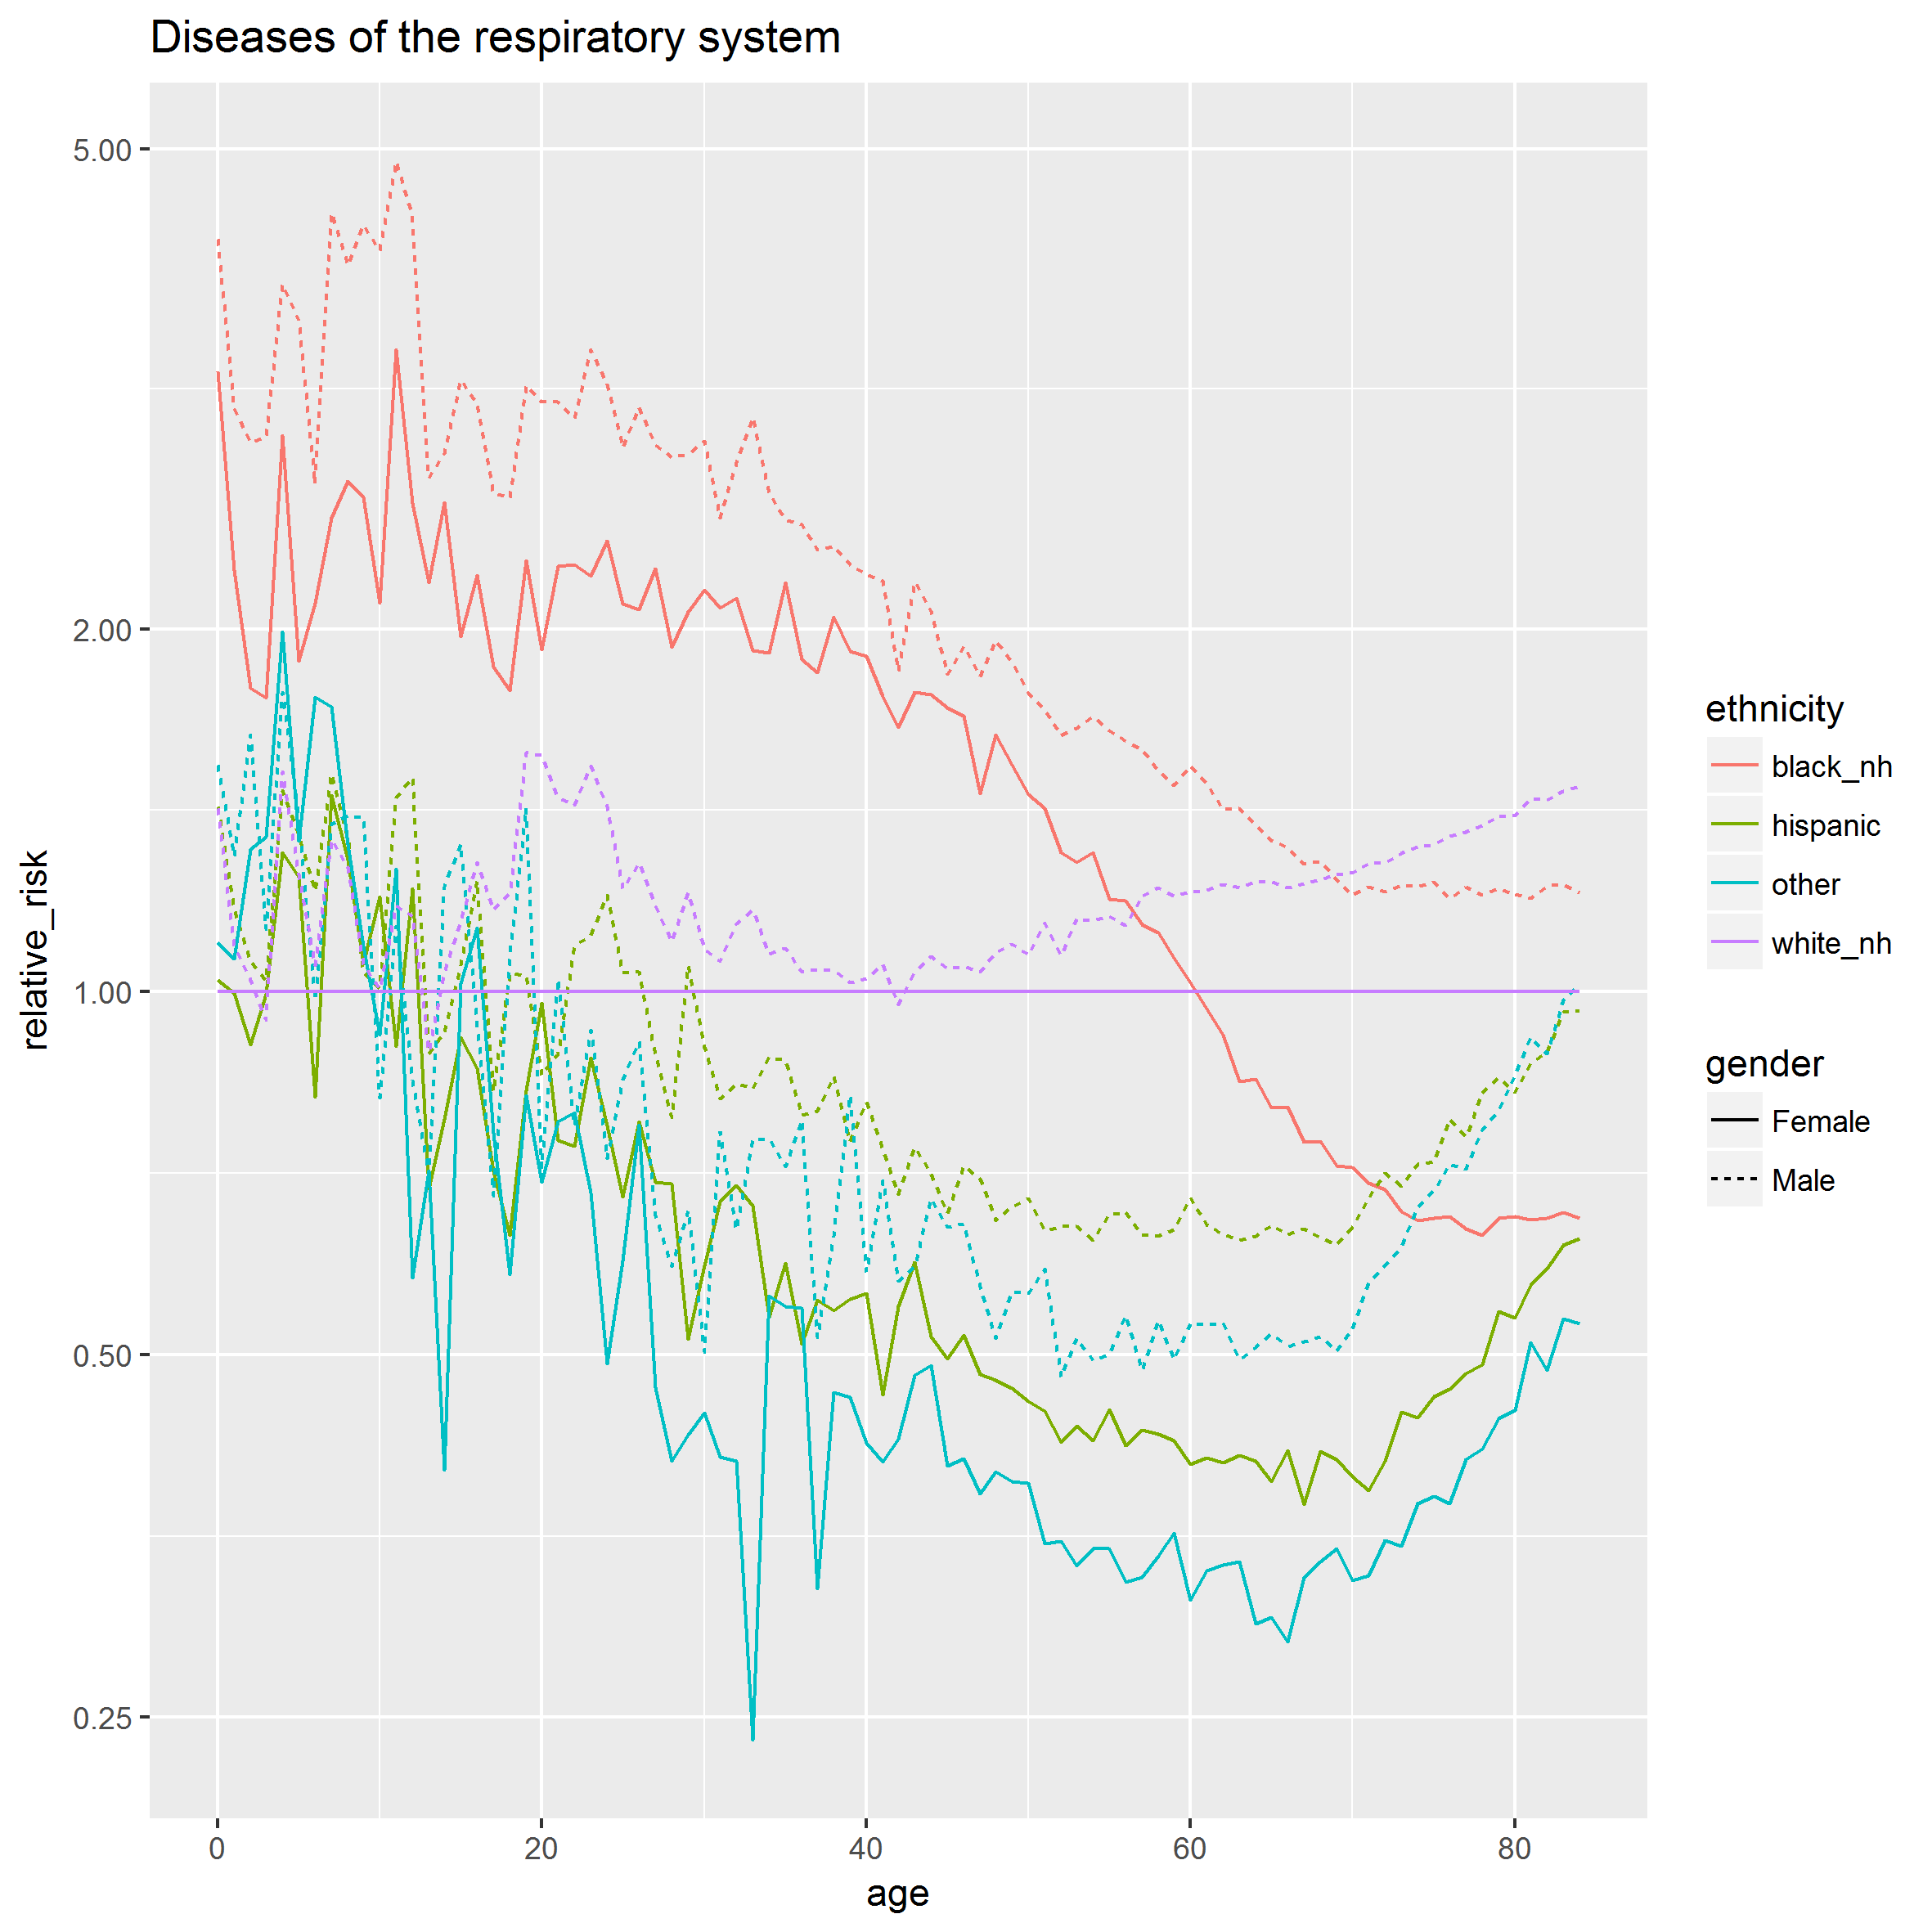 Diseases of the respiratory system
relative_risk
5.00
2.00
1.00
0.50
0.25
0
20
40
60
80
age
ethnicity
black_nh
hispanic
other
white_nh
gender
Female
Male